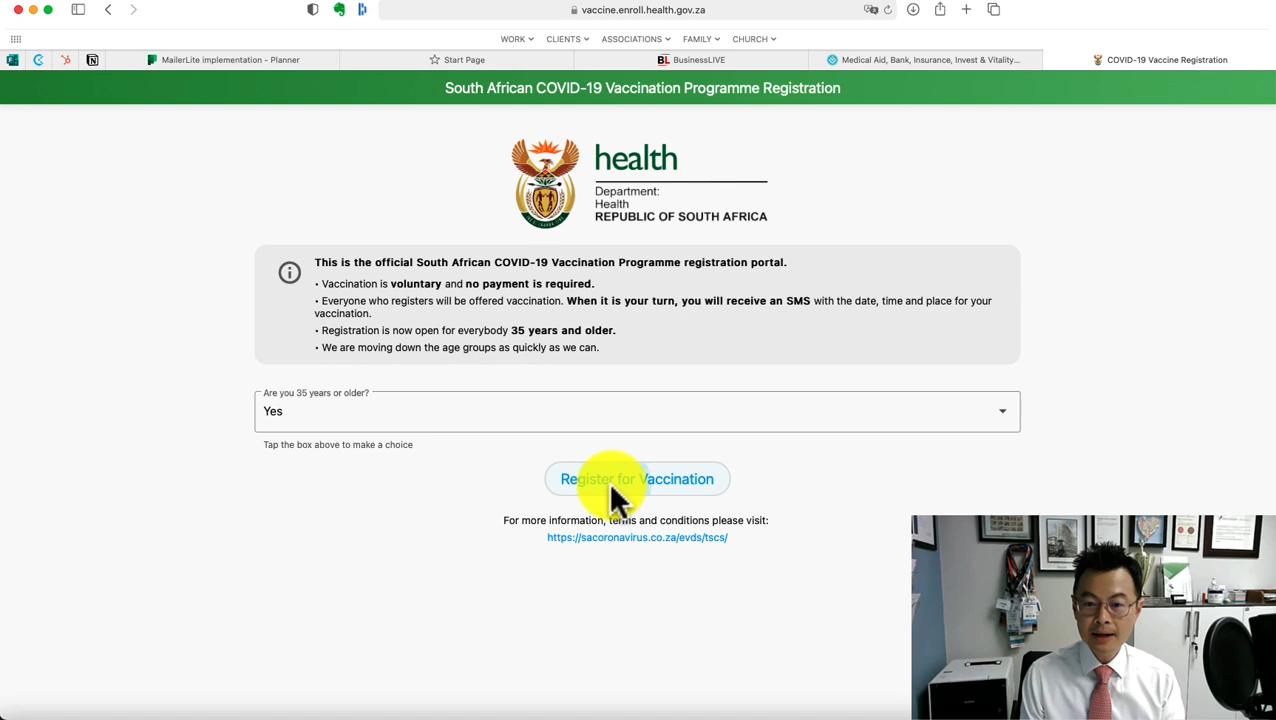 vaccine.enroll.health.gov.za
WORK CLIENTS ASSOCIATIONS FAMILY CHURCH
MailerLite implementation - Planner
Start Page
BL BusinessLIVE
Medical Aid, Bank, Insurance, Invest & Vitality...
COVID-19 Vaccine Registration
South African COVID-19 Vaccination Programme Registration
health
Department:
Health
REPUBLIC OF SOUTH AFRICA
This is the official South African COVID-19 Vaccination Programme registration portal.
• Vaccination is voluntary and no payment is required.
• Everyone who registers will be offered vaccination. When it is your turn, you will receive an SMS with the date, time and place for your
vaccination.
• Registration is now open for everybody 35 years and older.
• We are moving down the age groups as quickly as we can.
Are you 35 years or older?
Yes
Tap the box above to make a choice
Register for Vaccination
For more information, terms and conditions please visit:
https://sacoronavirus.co.za/evds/tscs/